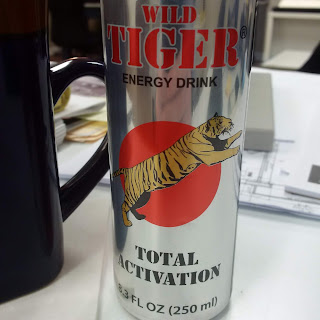 WILD
TIGER®
ENERGY DRINK
TOTAL
ACTIVATION
8.3 FL OZ (250 ml)